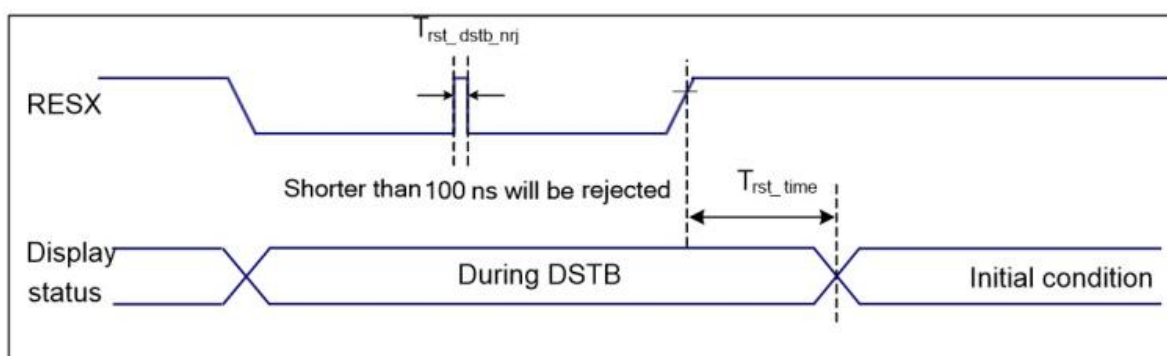 Trst_dstb_nrj
RESX
Shorter than 100 ns will be rejected
Trst_time
Display
status
During DSTB
Initial condition